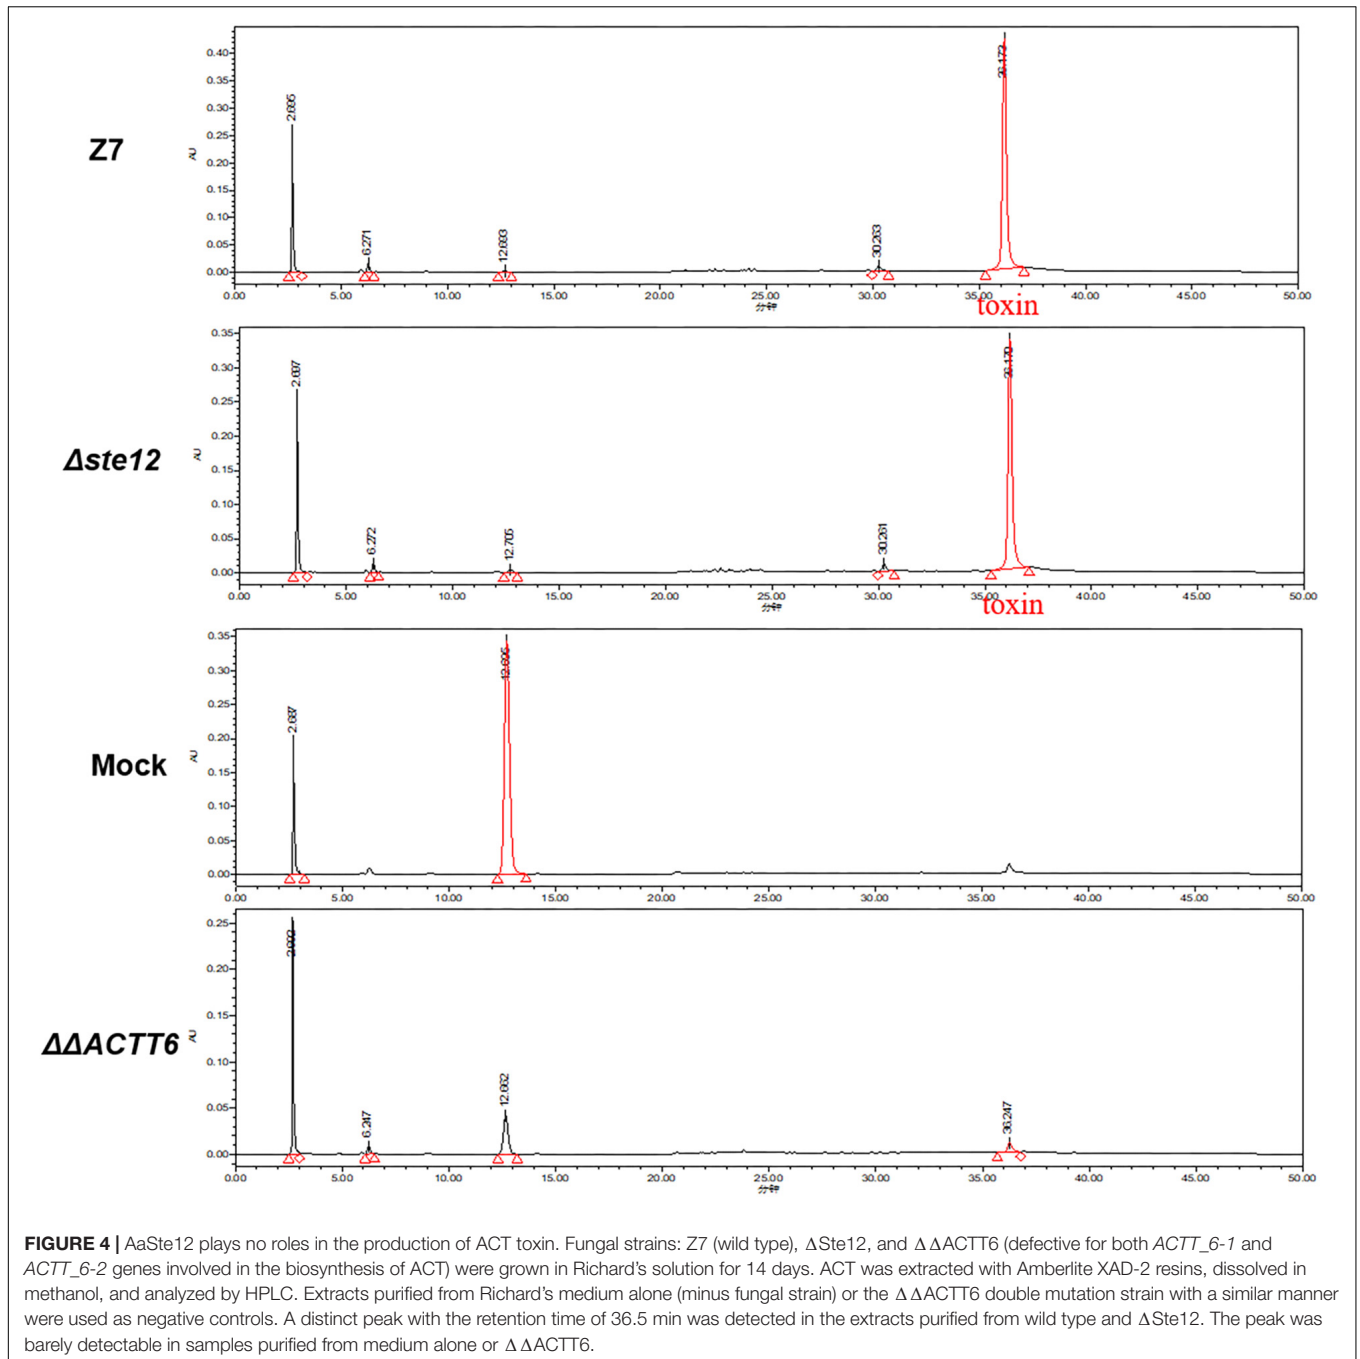 0.40
0.35
0.30
0.25
0.20
0.15
0.10
0.05
0.00
AU
Z7
2.695
6.271
12.693
30.263
36.173
0.00 5.00 10.00 15.00 20.00 25.00 30.00 35.00 40.00 45.00 50.00
分钟
toxin
0.35
0.30
0.25
0.20
0.15
0.10
0.05
0.00
AU
Δste12
2.697
6.272
12.705
30.261
36.170
0.00 5.00 10.00 15.00 20.00 25.00 30.00 35.00 40.00 45.00 50.00
分钟
toxin
0.35
0.30
0.25
0.20
0.15
0.10
0.05
0.00
AU
Mock
2.687
12.695
0.00 5.00 10.00 15.00 20.00 25.00 30.00 35.00 40.00 45.00 50.00
0.25
0.20
0.15
0.10
0.05
0.00
AU
ΔΔACTT6
2.692
6.247
12.662
36.247
0.00 5.00 10.00 15.00 20.00 25.00 30.00 35.00 40.00 45.00 50.00
分钟
FIGURE 4 | AaSte12 plays no roles in the production of ACT toxin. Fungal strains: Z7 (wild type), ΔSte12, and ΔΔACTT6 (defective for both ACTT_6-1 and
ACTT_6-2 genes involved in the biosynthesis of ACT) were grown in Richard's solution for 14 days. ACT was extracted with Amberlite XAD-2 resins, dissolved in
methanol, and analyzed by HPLC. Extracts purified from Richard's medium alone (minus fungal strain) or the ΔΔACTT6 double mutation strain with a similar manner
were used as negative controls. A distinct peak with the retention time of 36.5 min was detected in the extracts purified from wild type and ΔSte12. The peak was
barely detectable in samples purified from medium alone or ΔΔACTT6.